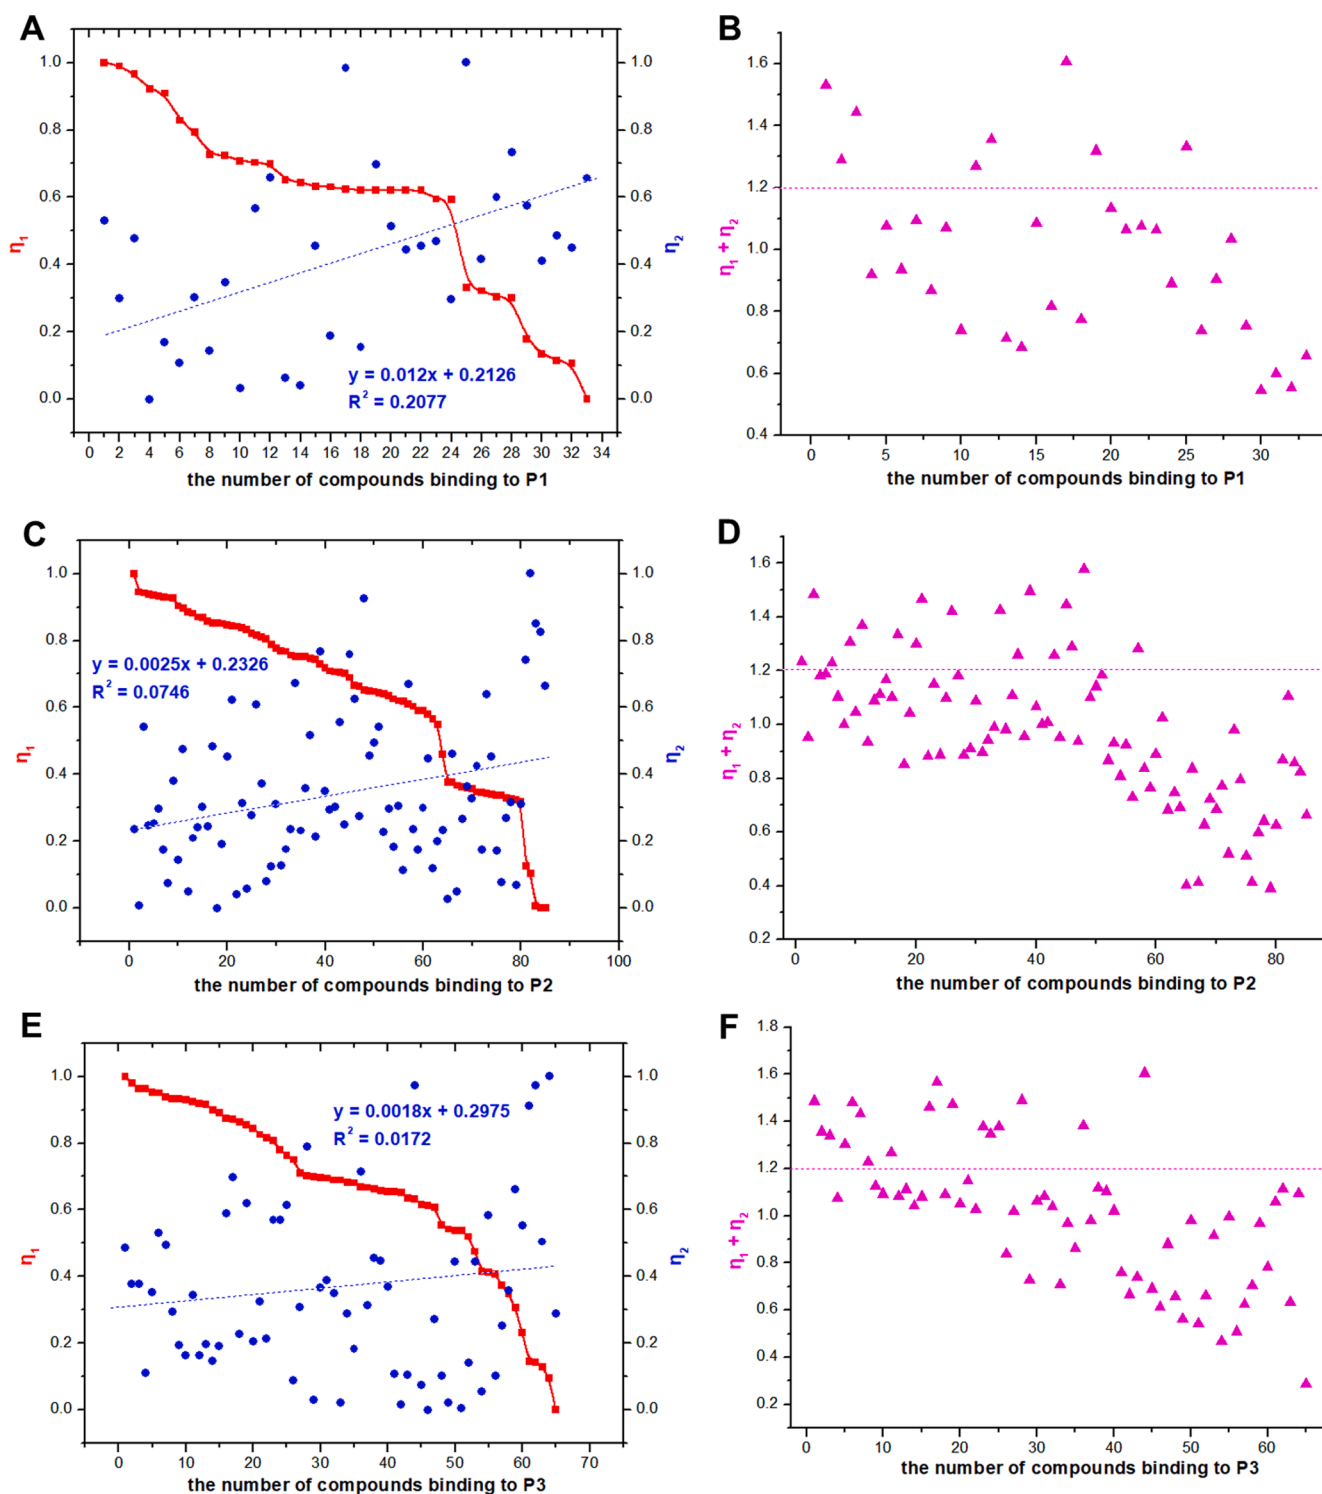 A
1.0
0.8
0.6
0.4
0.2
0.0
η1
1.0
0.8
0.6
0.4
0.2
0.0
η2
y = 0.012x + 0.2126
R² = 0.2077
0 2 4 6 8 10 12 14 16 18 20 22 24 26 28 30 32 34
the number of compounds binding to P1
B
1.6
1.4
1.2
1.0
0.8
0.6
0.4
η1 + η2
0 5 10 15 20 25 30
the number of compounds binding to P1
C
1.0
0.8
0.6
0.4
0.2
0.0
η1
1.0
0.8
0.6
0.4
0.2
0.0
η2
y = 0.0025x + 0.2326
R² = 0.0746
0 20 40 60 80 100
the number of compounds binding to P2
D
1.6
1.4
1.2
1.0
0.8
0.6
0.4
0.2
η1 + η2
0 20 40 60 80
the number of compounds binding to P2
E
1.0
0.8
0.6
0.4
0.2
0.0
η1
1.0
0.8
0.6
0.4
0.2
0.0
η2
y = 0.0018x + 0.2975
R² = 0.0172
0 10 20 30 40 50 60 70
the number of compounds binding to P3
F
1.8
1.6
1.4
1.2
1.0
0.8
0.6
0.4
0.2
η1 + η2
0 10 20 30 40 50 60
the number of compounds binding to P3